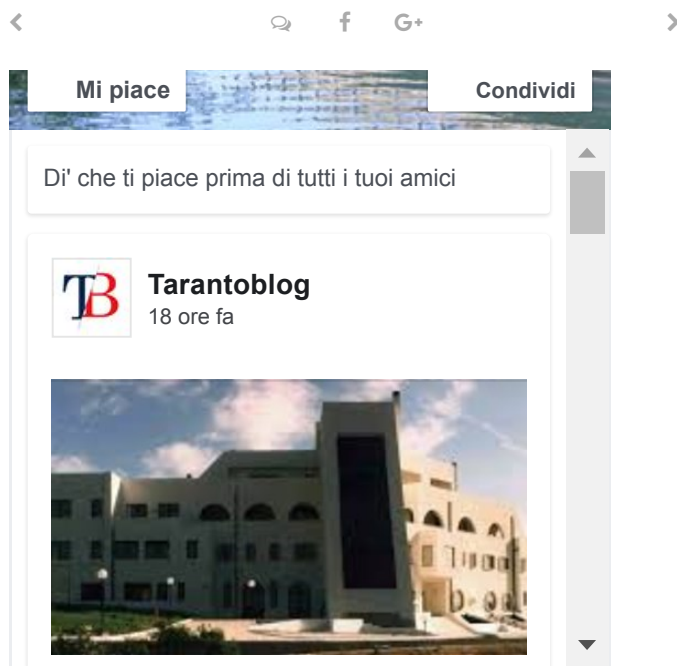 G+
Mi piace
Condividi
Di' che ti piace prima di tutti i tuoi amici
TB
Tarantoblog
18 ore fa